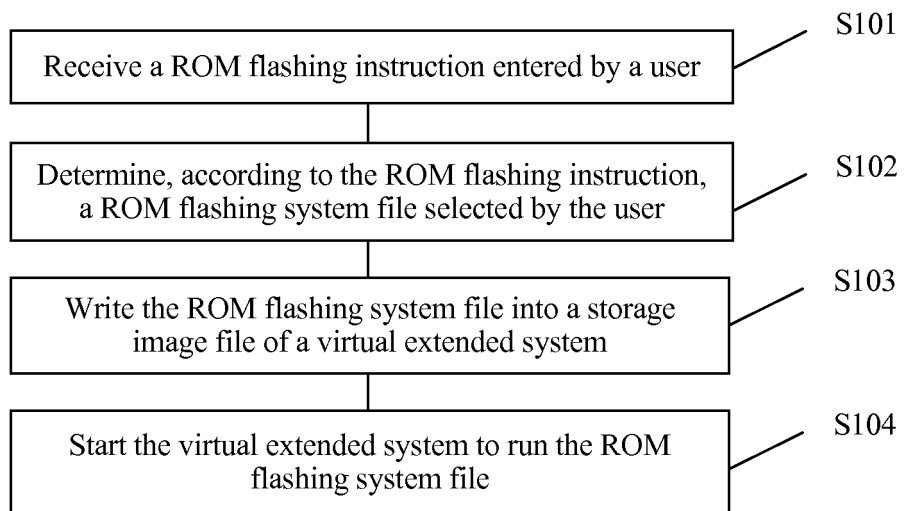 S101
Receive a ROM flashing instruction entered by a user
S102
Determine, according to the ROM flashing instruction,
a ROM flashing system file selected by the user
S103
Write the ROM flashing system file into a storage
image file of a virtual extended system
S104
Start the virtual extended system to run the ROM
flashing system file